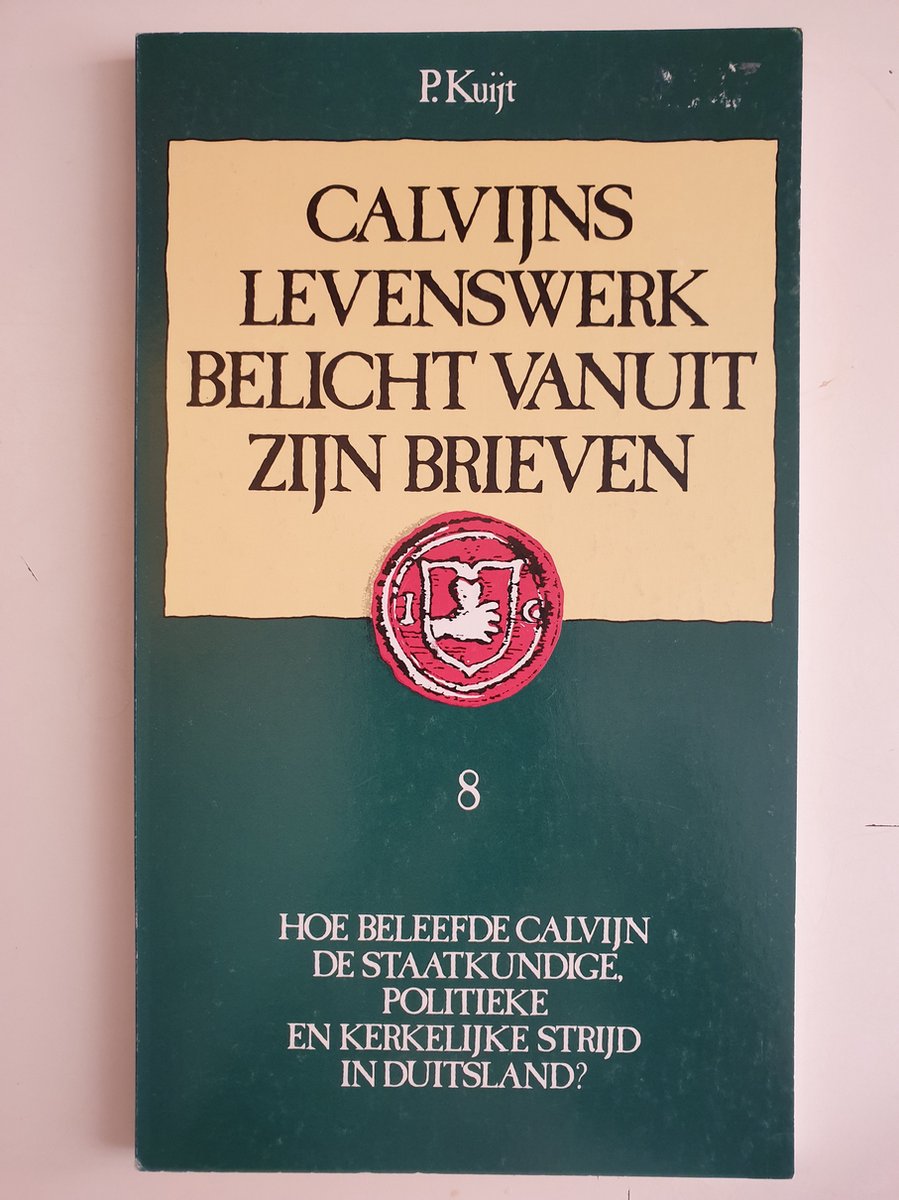 P. Kuijt
CALVIJNS
LEVENSWERK
BELICHT VANUIT
ZIJN BRIEVEN
I C
8
HOE BELEEFDE CALVIJN
DE STAATKUNDIGE,
POLITIEKE
EN KERKELIJKE STRIJD
IN DUITSLAND?